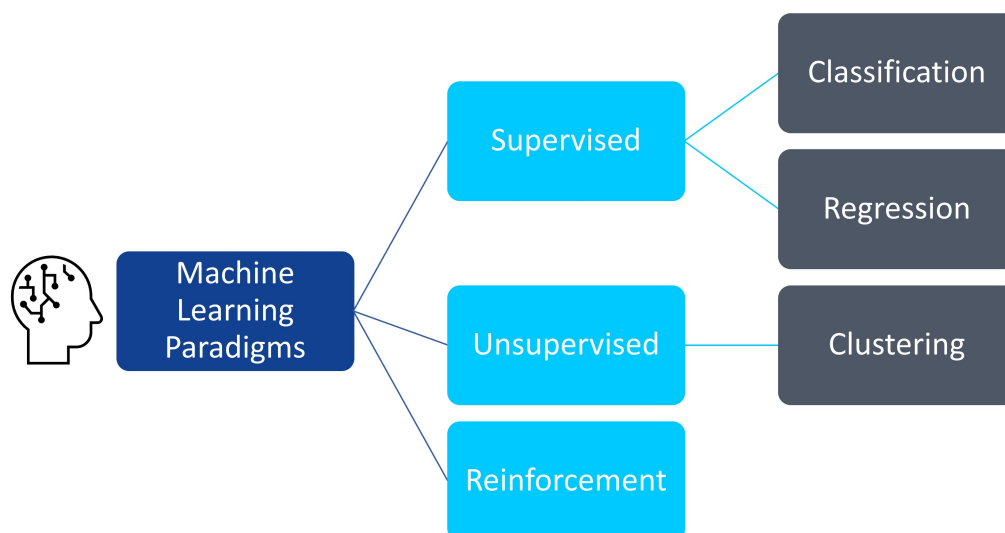 Machine
Learning
Paradigms
Supervised
Classification
Regression
Unsupervised
Clustering
Reinforcement